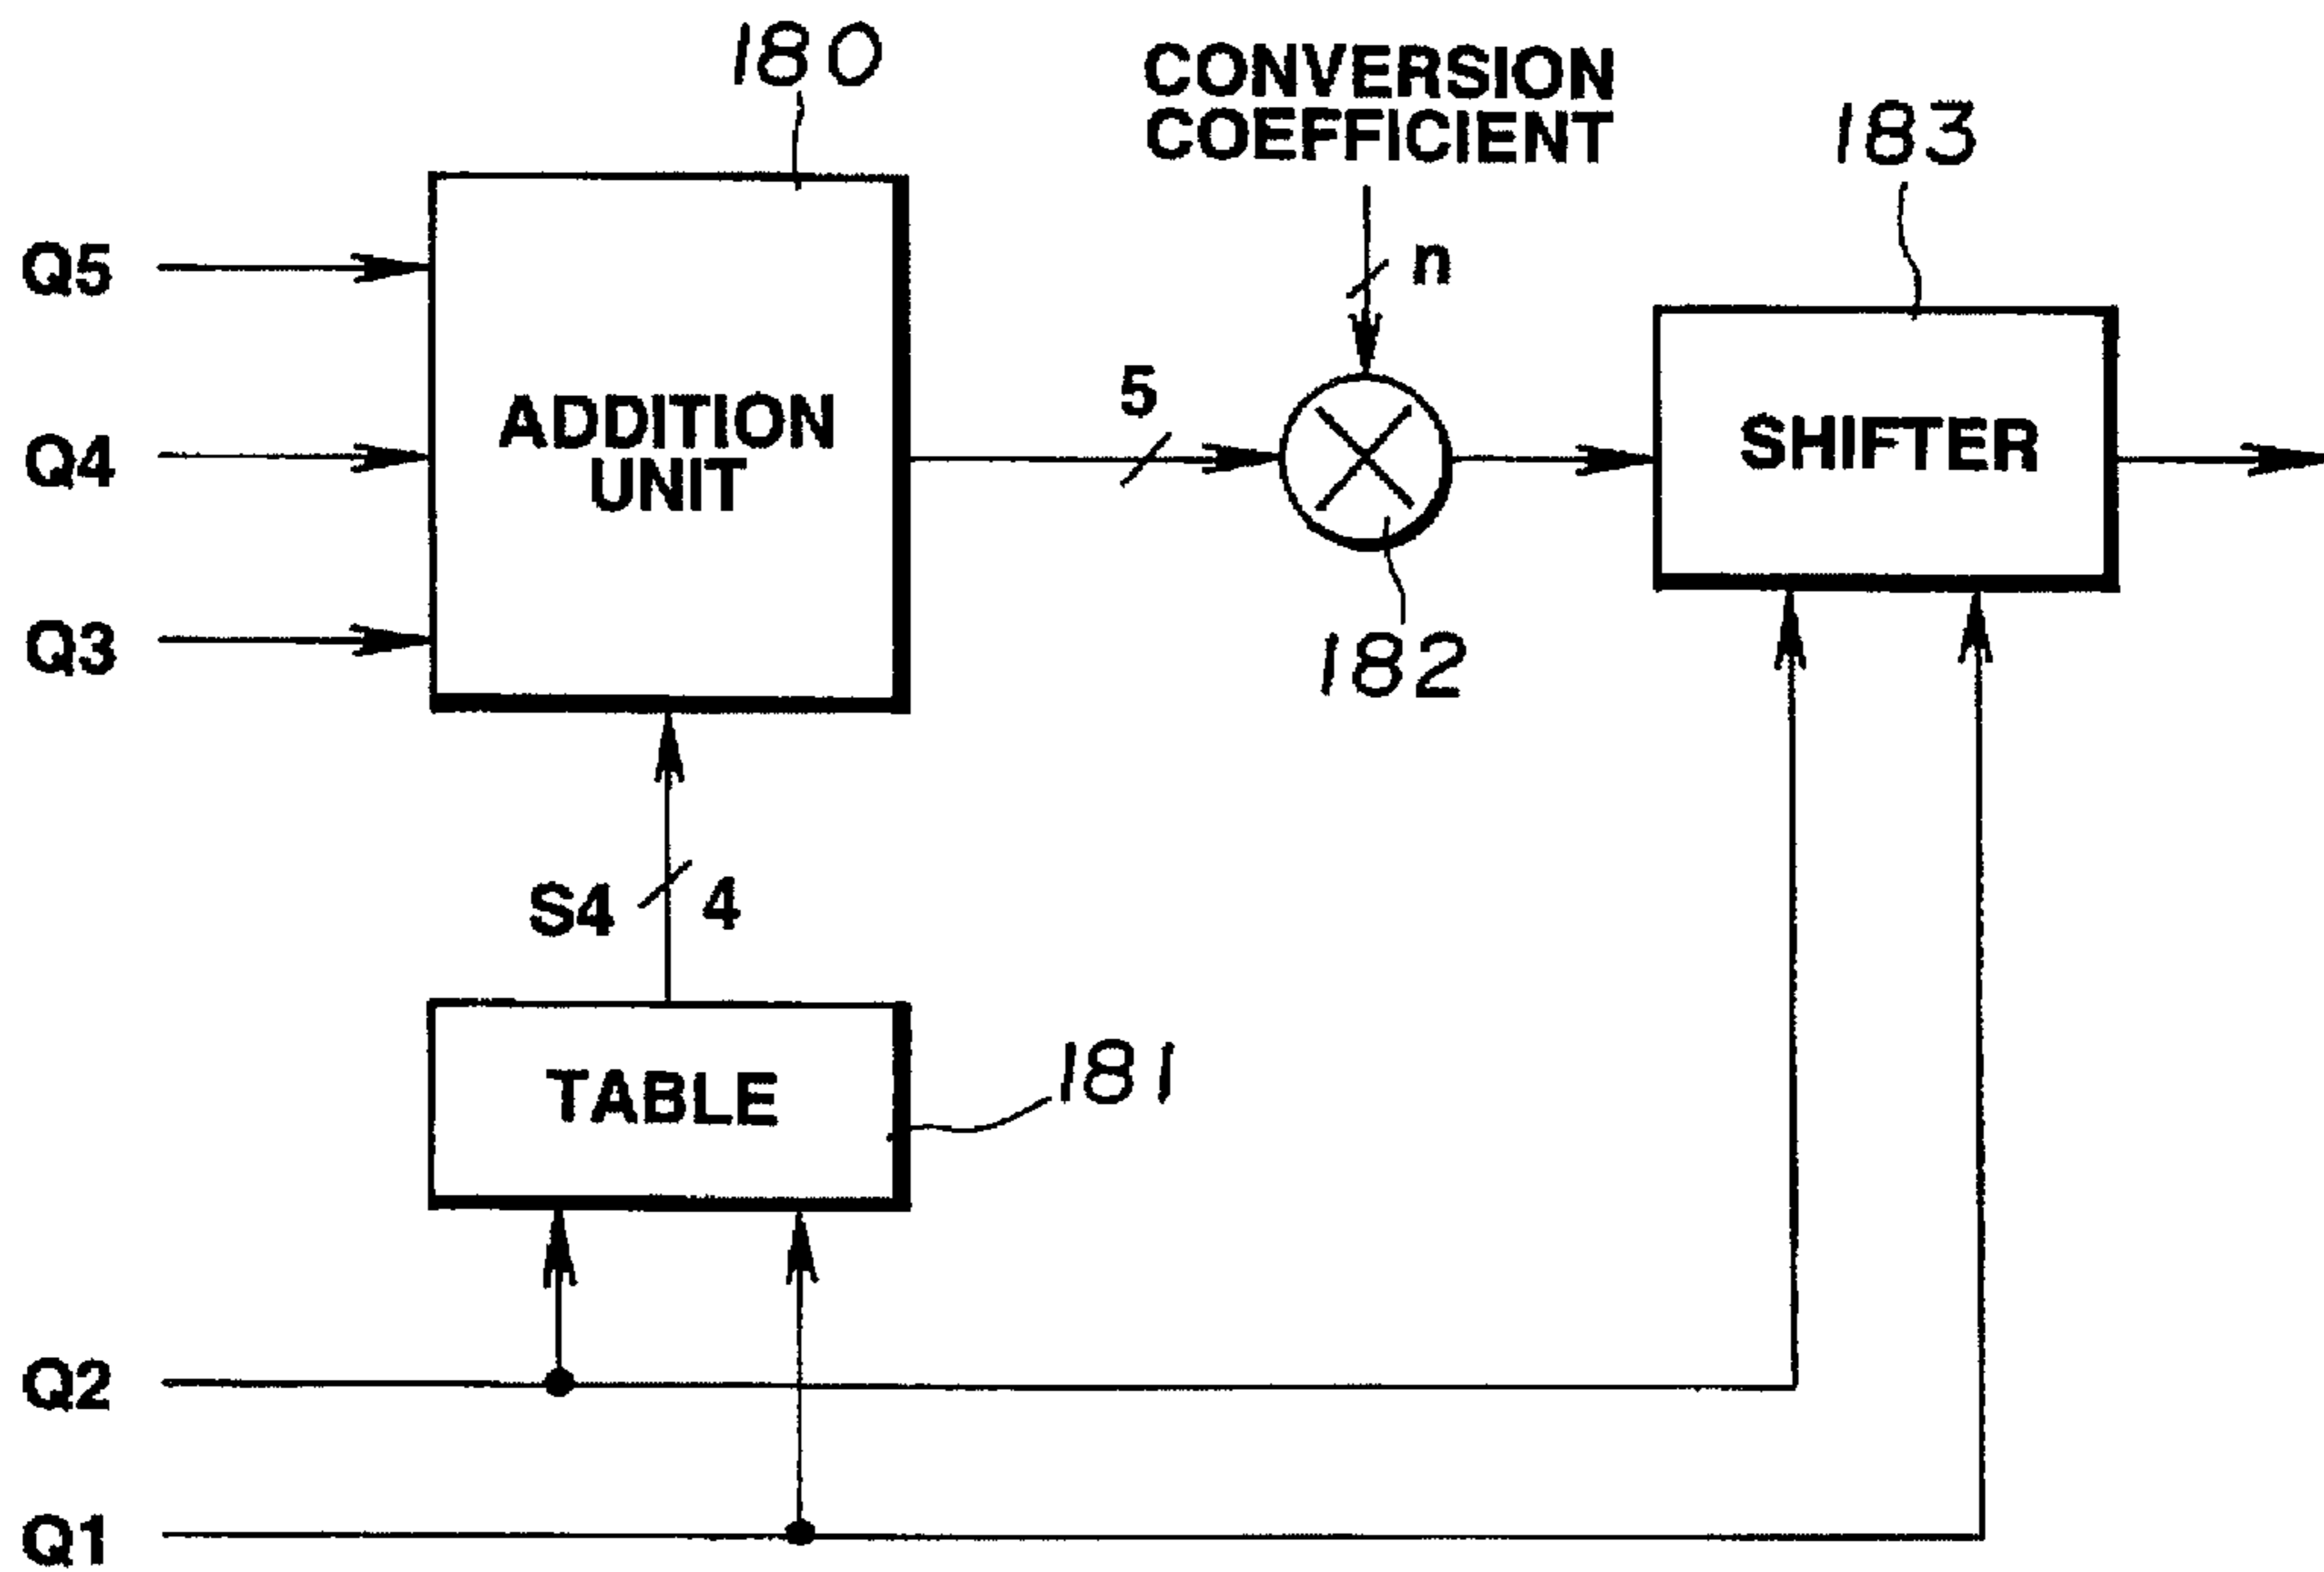 180
CONVERSION
COEFFICIENT
183
Q5
n
5
Q4
ADDITION
UNIT
SHIFTER
Q3
182
S4
4
TABLE
181
Q2
Q1